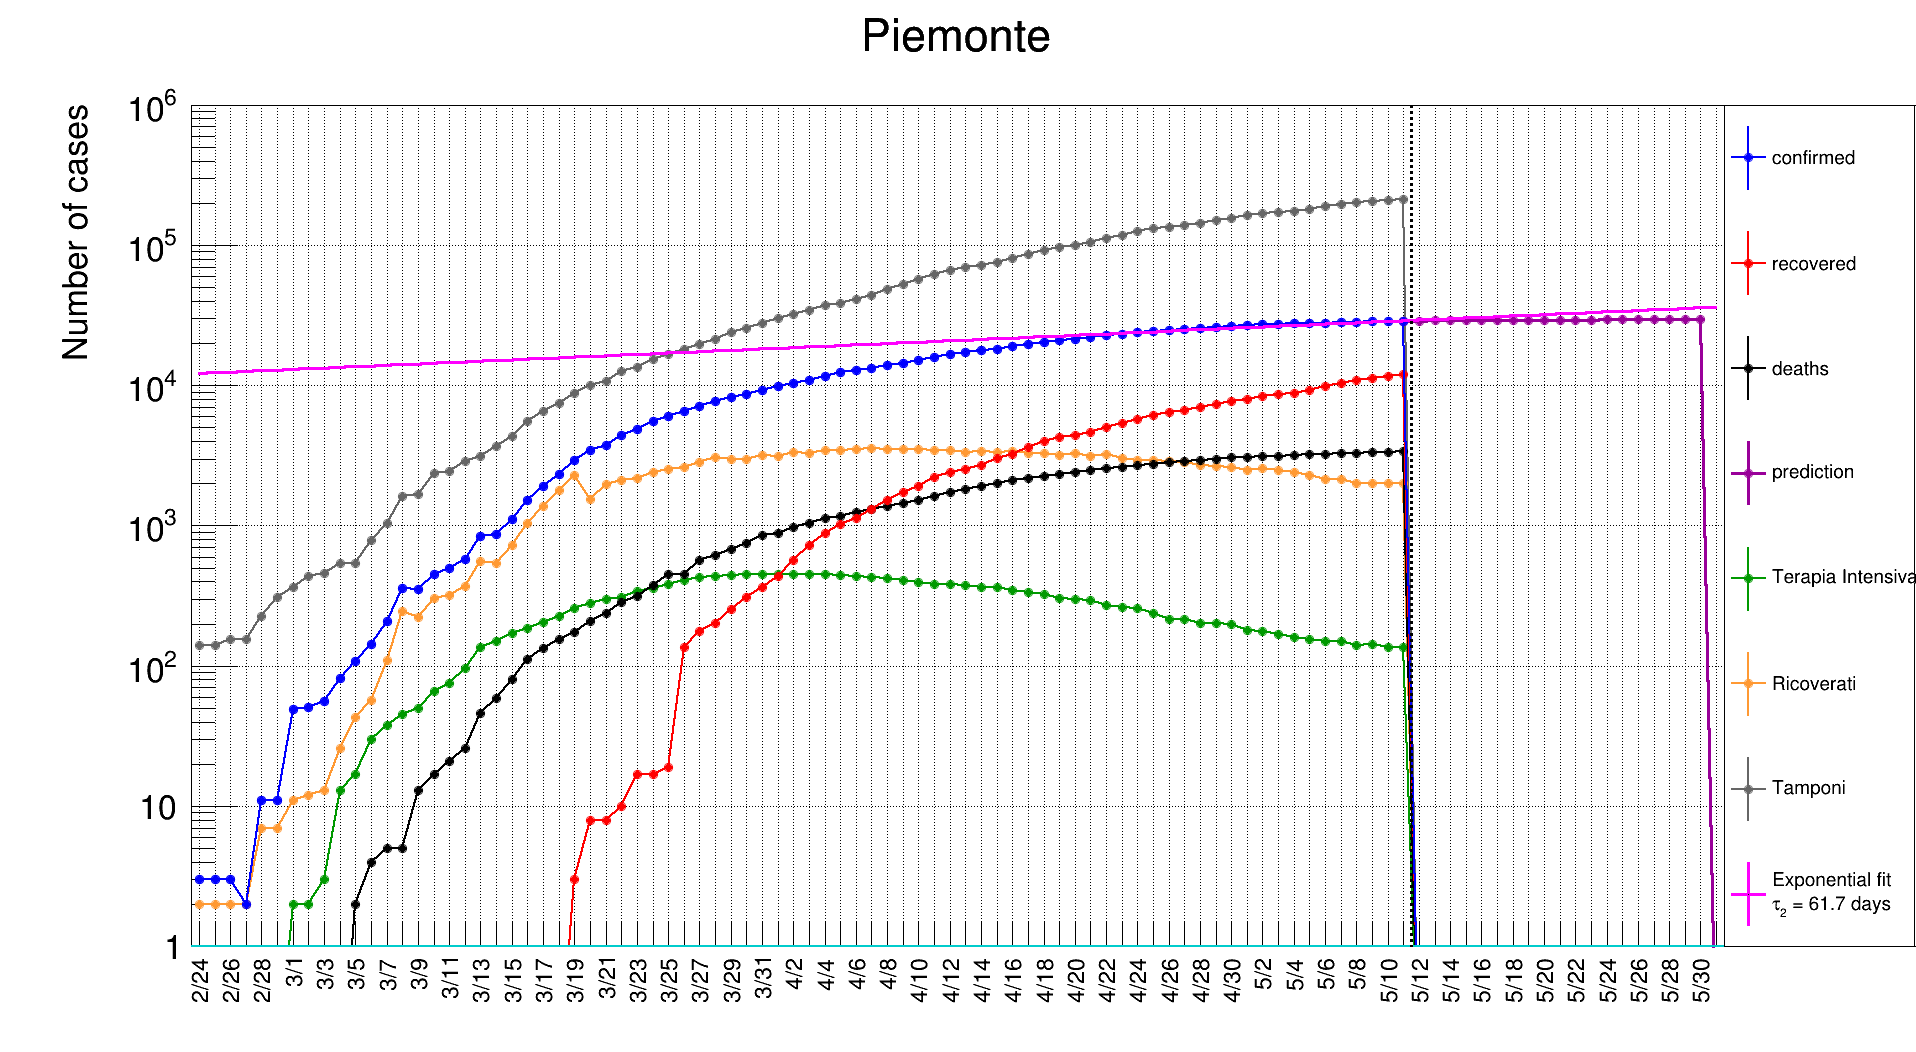 Piemonte
Number of cases
10^6
10^5
10^4
10^3
10^2
10
1
2/24 2/26 2/28 3/1 3/3 3/5 3/7 3/9 3/11 3/13 3/15 3/17 3/19 3/21 3/23 3/25 3/27 3/29 3/31 4/2 4/4 4/6 4/8 4/10 4/12 4/14 4/16 4/18 4/20 4/22 4/24 4/26 4/28 4/30 5/2 5/4 5/6 5/8 5/10 5/12 5/14 5/16 5/18 5/20 5/22 5/24 5/26 5/28 5/30
confirmed
recovered
deaths
prediction
Terapia Intensiva
Ricoverati
Tamponi
Exponential fit
τ₂ = 61.7 days